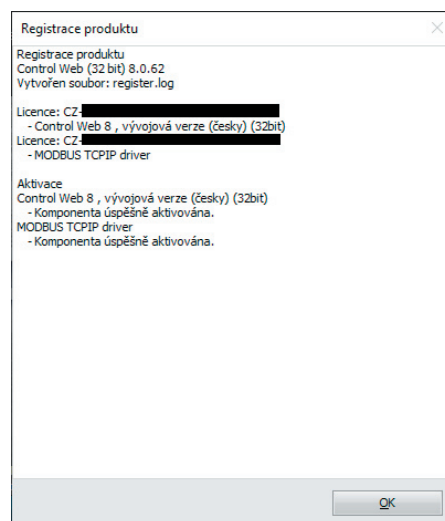 Registrace produktu
Registrace produktu
Control Web (32 bit) 8.0.62
Vytvořen soubor: register.log
Licence: CZ-
- Control Web 8 , vývojová verze (česky) (32bit)
Licence: CZ-
- MODBUS TCPIP driver
Aktivace
Control Web 8 , vývojová verze (česky) (32bit)
- Komponenta úspěšně aktivována.
MODBUS TCPIP driver
- Komponenta úspěšně aktivována.
OK